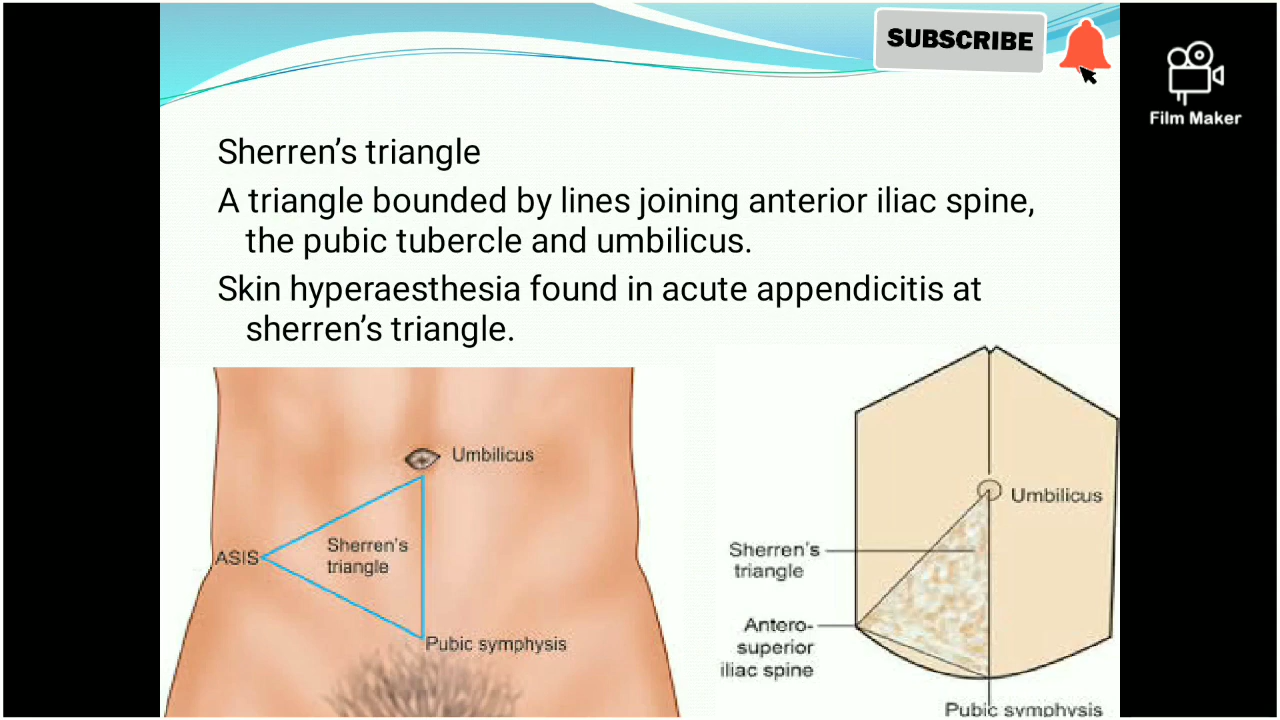 SUBSCRIBE
Film Maker
Sherren’s triangle
A triangle bounded by lines joining anterior iliac spine,
the pubic tubercle and umbilicus.
Skin hyperaesthesia found in acute appendicitis at
sherren’s triangle.
Umbilicus
Sherren's
triangle
ASIS
Pubic symphysis
Umbilicus
Sherren's
triangle
Antero-
superior
iliac spine
Pubic symphysis